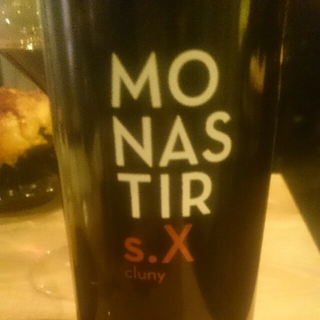 MO
NAS
TIR
s.X
cluny